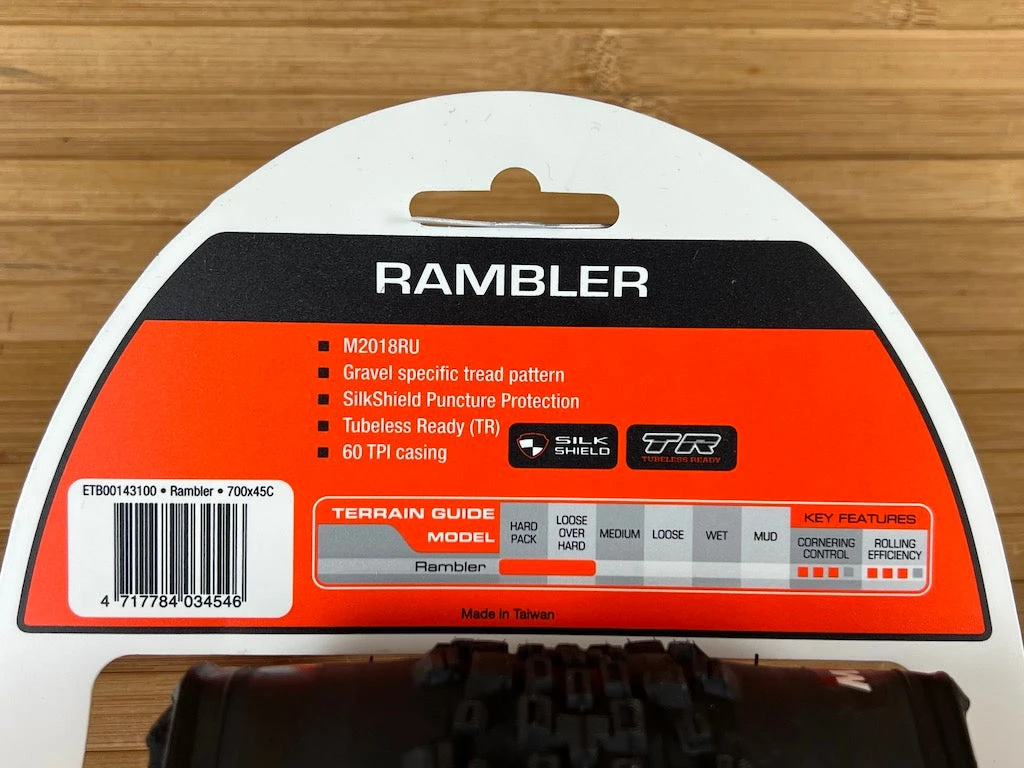 RAMBLER
M2018RU
Gravel specific tread pattern
SilkShield Puncture Protection
Tubeless Ready (TR)
60 TPI casing
SILK
SHIELD
TR
TUBELESS READY
ETB00143100 • Rambler • 700x45C
4 717784 034546
TERRAIN GUIDE
MODEL
HARD
PACK
LOOSE
OVER
HARD
MEDIUM
LOOSE
WET
MUD
KEY FEATURES
CORNERING
CONTROL
ROLLING
EFFICIENCY
Rambler
Made in Taiwan